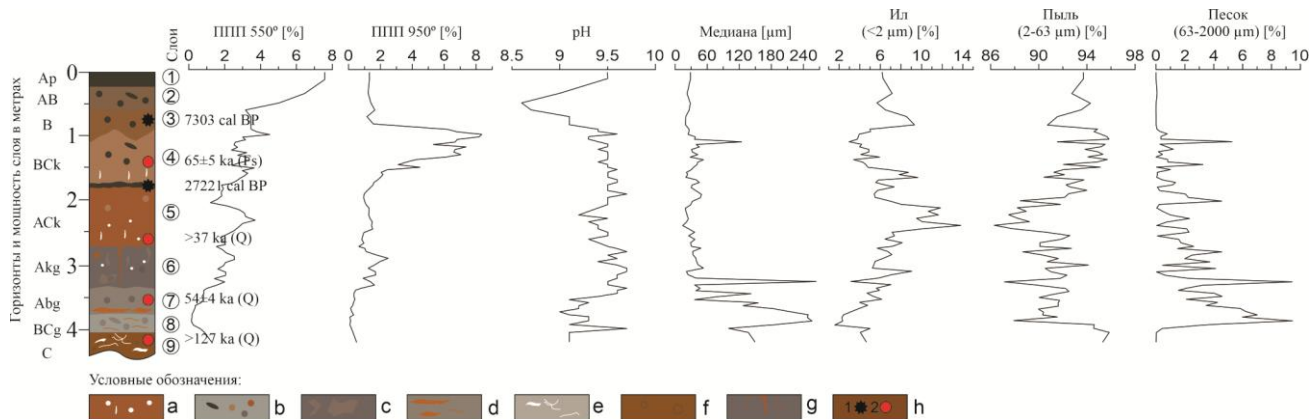 ППП 550º [%]
ППП 950º [%]
pH
Медиана [μm]
Ил
(<2 μm) [%]
Пыль
(2-63 μm) [%]
Песок
(63-2000 μm) [%]
Слои
0 2 4 6 8
0 2 4 6 8
8.5 9 9.5 10
0 60 120 180 240
2 6 10 14
86 90 94 98
0 2 4 6 8 10
Горизонты и мощность слоя в метрах
Ap 0 1
AB 2
B 3 7303 cal BP
1
BCk 4 65±5 ka (Fs)
27221 cal BP
2
ACk 5
>37 ka (Q)
Akg 3 6
Abg 7 54±4 ka (Q)
BCg 4 8
C 9 >127 ka (Q)
Условные обозначения:
a b c d e f g 1 2 h